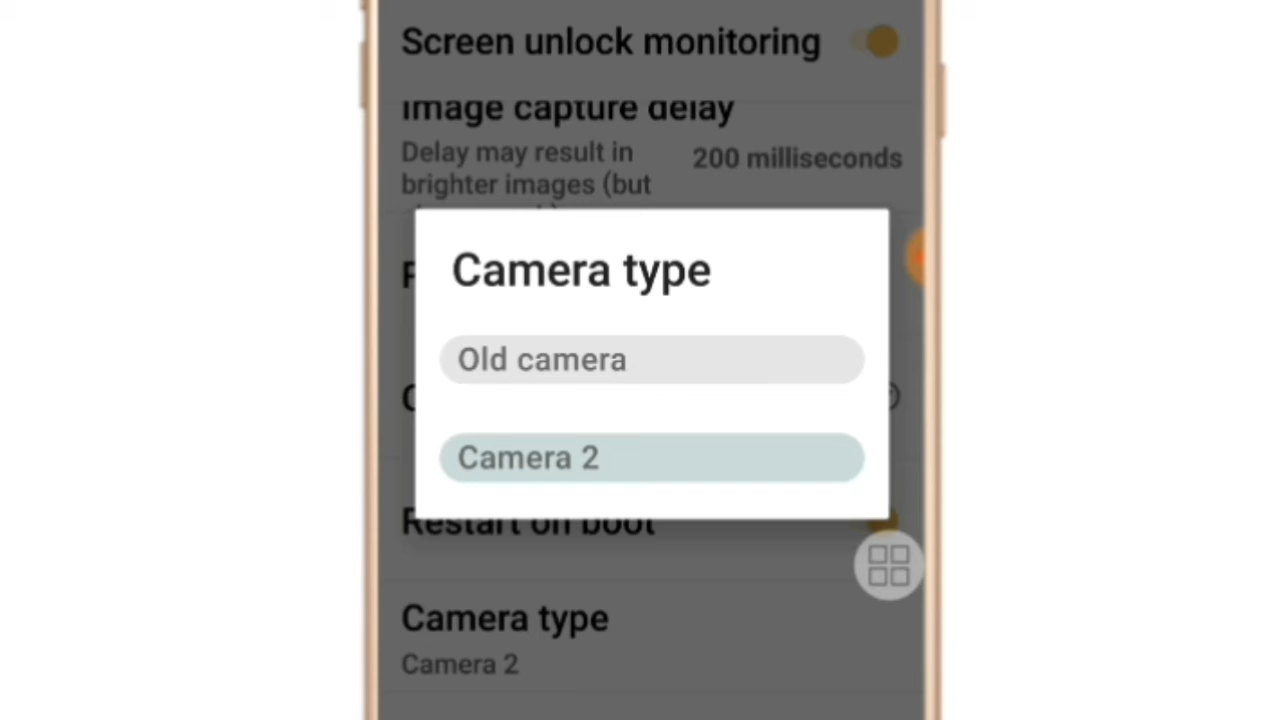 Screen unlock monitoring
Image capture delay
Delay may result in
brighter images (but
200 milliseconds
Camera type
Old camera
Camera 2
Restart on boot
Camera type
Camera 2